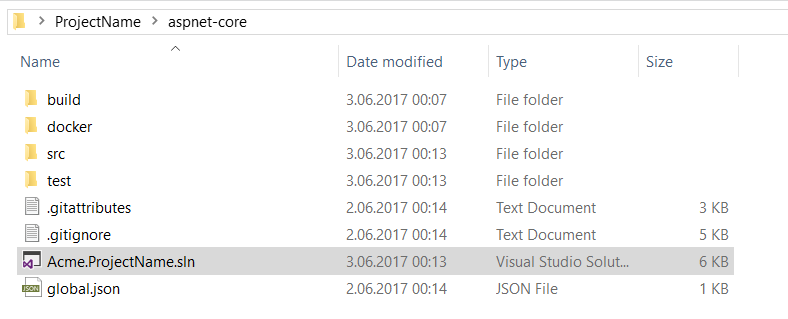 ProjectName > aspnet-core
Name Date modified Type Size
build 3.06.2017 00:07 File folder
docker 3.06.2017 00:07 File folder
src 3.06.2017 00:13 File folder
test 3.06.2017 00:13 File folder
.gitattributes 2.06.2017 00:14 Text Document 3 KB
.gitignore 2.06.2017 00:14 Text Document 5 KB
Acme.ProjectName.sln 3.06.2017 00:13 Visual Studio Solut... 6 KB
JSON global.json 2.06.2017 00:14 JSON File 1 KB